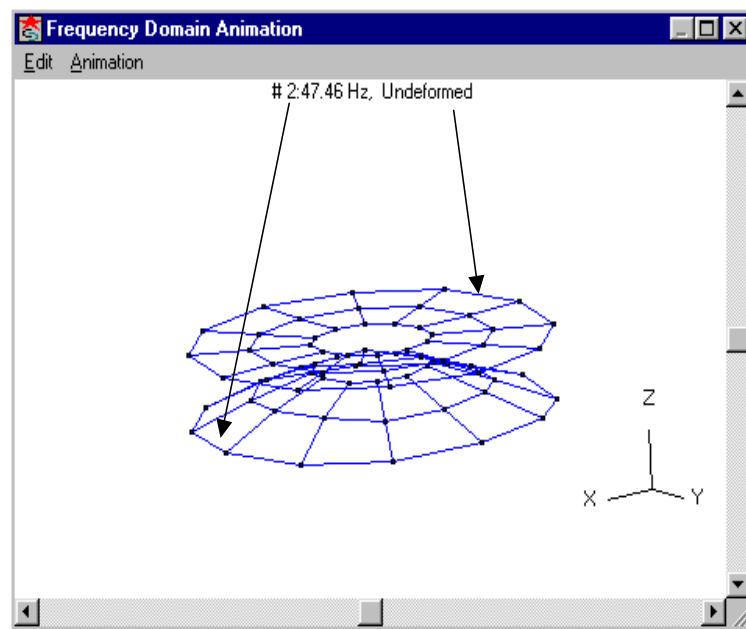 Frequency Domain Animation
Edit Animation
# 2:47.46 Hz, Undeformed
Z
X
Y